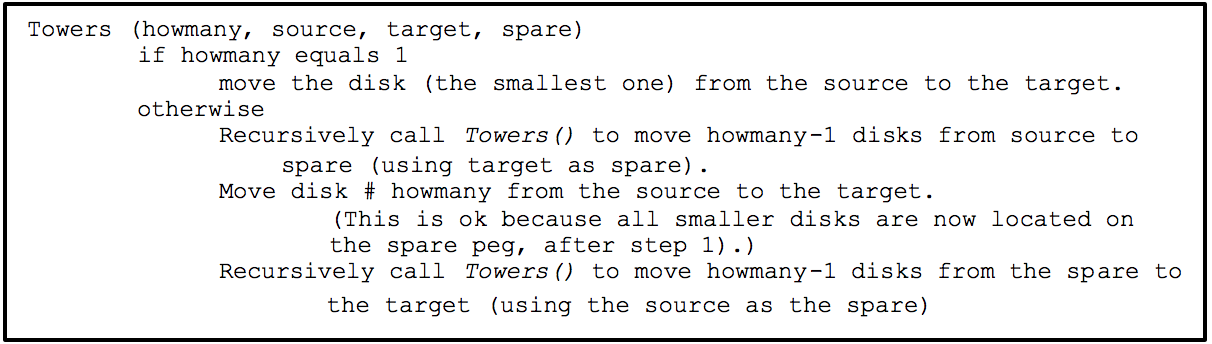 Towers (howmany, source, target, spare)
if howmany equals 1
move the disk (the smallest one) from the source to the target.
otherwise
Recursively call Towers() to move howmany-1 disks from source to
spare (using target as spare).
Move disk # howmany from the source to the target.
(This is ok because all smaller disks are now located on
the spare peg, after step 1).)
Recursively call Towers() to move howmany-1 disks from the spare to
the target (using the source as the spare)